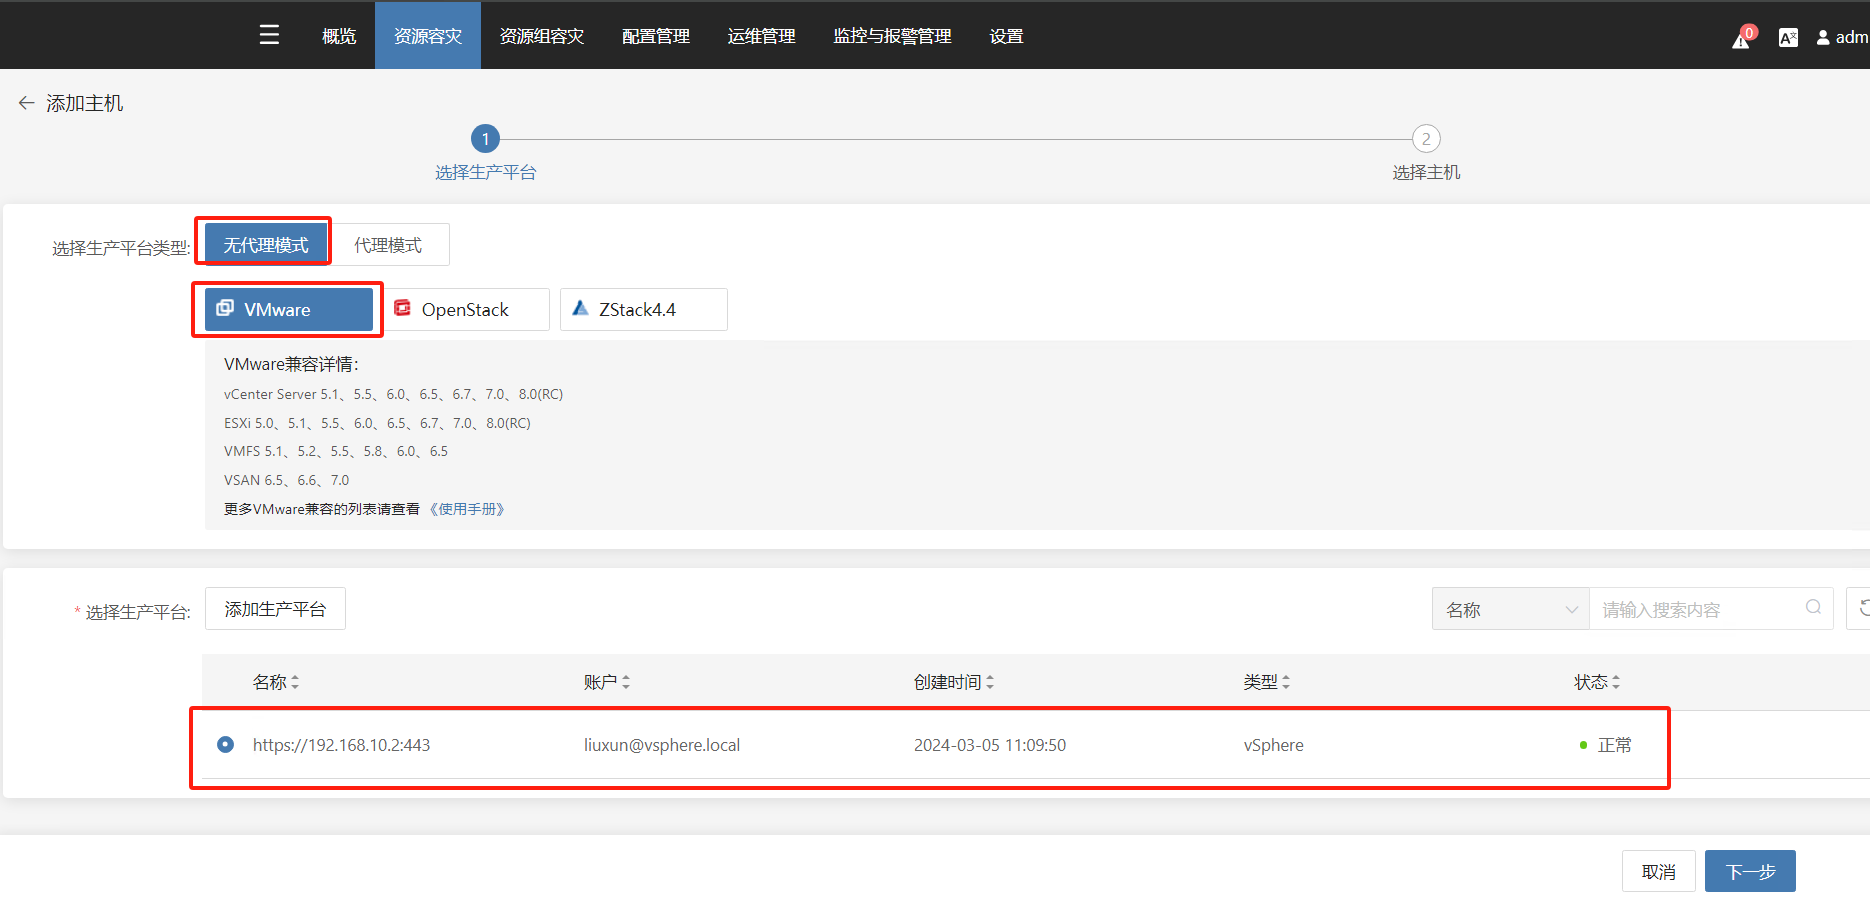 概览 资源容灾 资源组容灾 配置管理 运维管理 监控与报警管理 设置 0 adm
添加主机
1 2
选择生产平台 选择主机
选择生产平台类型: 无代理模式 代理模式
VMware OpenStack ZStack4.4
VMware兼容详情：
vCenter Server 5.1、5.5、6.0、6.5、6.7、7.0、8.0(RC)
ESXi 5.0、5.1、5.5、6.0、6.5、6.7、7.0、8.0(RC)
VMFS 5.1、5.2、5.5、5.8、6.0、6.5
VSAN 6.5、6.6、7.0
更多VMware兼容的列表请查看 《使用手册》
* 选择生产平台: 添加生产平台 名称 请输入搜索内容
名称 账户 创建时间 类型 状态
https://192.168.10.2:443 liuxun@vsphere.local 2024-03-05 11:09:50 vSphere 正常
取消 下一步